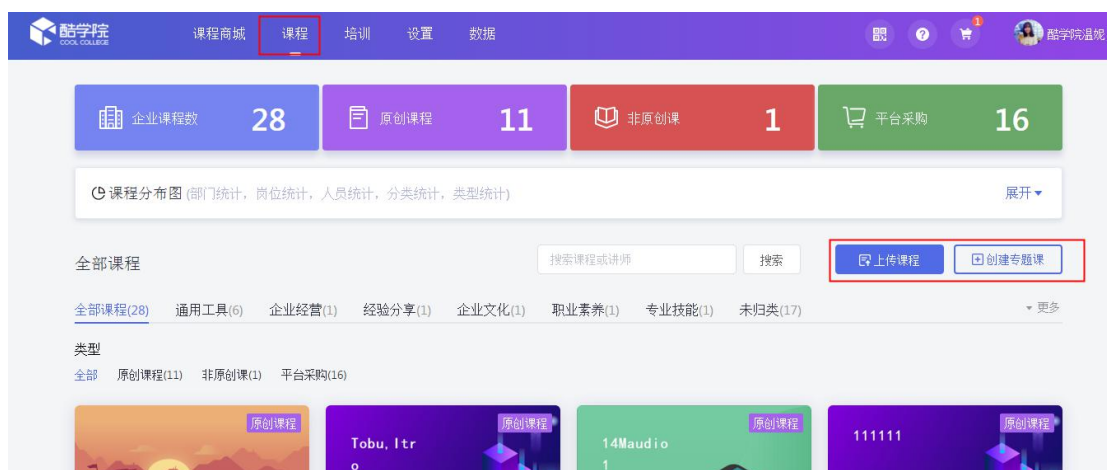 酷学院 课程商城 课程 培训 设置 数据 1 酷学院温妮
COOL COLLEGE
企业课程数 28 原创课程 11 非原创课 1 平台采购 16
课程分布图 (部门统计，岗位统计，人员统计，分类统计，类型统计) 展开
全部课程 搜索课程或讲师 搜索 上传课程 创建专题课
全部课程(28) 通用工具(6) 企业经营(1) 经验分享(1) 企业文化(1) 职业素养(1) 专业技能(1) 未归类(17) 更多
类型
全部 原创课程(11) 非原创课(1) 平台采购(16)
原创课程 原创课程 原创课程 原创课程
Tobu, Itr 14Maudio 111111
o 1